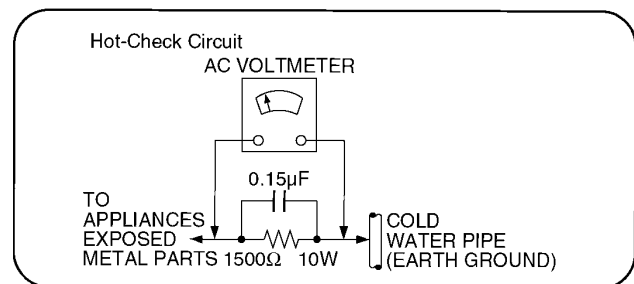 Hot-Check Circuit
AC VOLTMETER
0.15µF
TO
APPLIANCES
EXPOSED
METAL PARTS
1500Ω 10W
COLD
WATER PIPE
(EARTH GROUND)